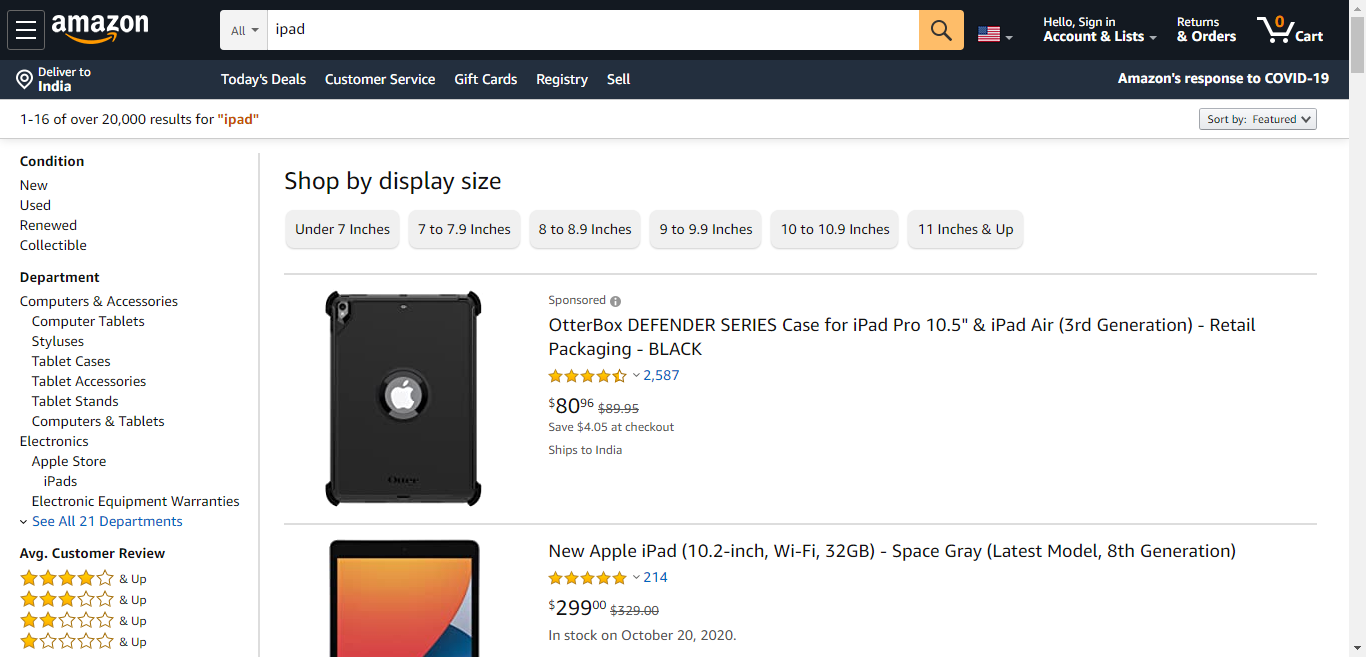 amazon
All
ipad
Hello, Sign in
Account & Lists
Returns
& Orders
0
Cart
Deliver to
India
Today's Deals
Customer Service
Gift Cards
Registry
Sell
Amazon's response to COVID-19
1-16 of over 20,000 results for "ipad"
Sort by: Featured
Condition
New
Used
Renewed
Collectible
Department
Computers & Accessories
Computer Tablets
Styluses
Tablet Cases
Tablet Accessories
Tablet Stands
Computers & Tablets
Electronics
Apple Store
iPads
Electronic Equipment Warranties
See All 21 Departments
Avg. Customer Review
& Up
& Up
& Up
& Up
Shop by display size
Under 7 Inches
7 to 7.9 Inches
8 to 8.9 Inches
9 to 9.9 Inches
10 to 10.9 Inches
11 Inches & Up
Sponsored
OtterBox DEFENDER SERIES Case for iPad Pro 10.5" & iPad Air (3rd Generation) - Retail
Packaging - BLACK
2,587
$80.96 $89.95
Save $4.05 at checkout
Ships to India
New Apple iPad (10.2-inch, Wi-Fi, 32GB) - Space Gray (Latest Model, 8th Generation)
214
$299.00 $329.00
In stock on October 20, 2020.